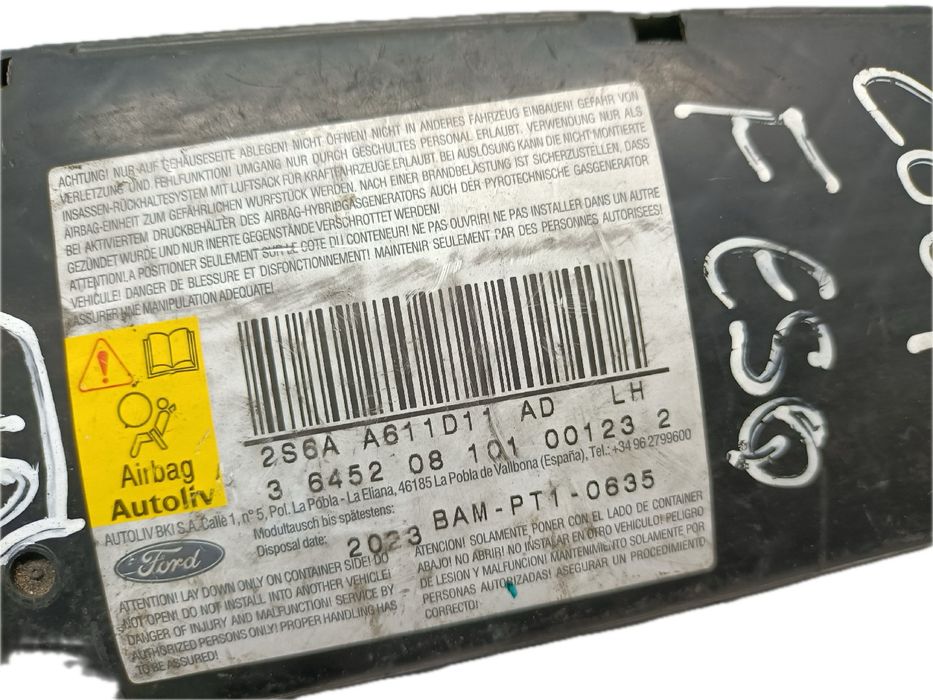 ACHTUNG! NUR AUF GEHÄUSESEITE ABLEGEN! NICHT ÖFFNEN! NICHT IN ANDERES FAHRZEUG EINBAUEN! GEFAHR VON
VERLETZUNG UND FEHLFUNKTION! UMGANG NUR DURCH GESCHULTES PERSONAL ERLAUBT. VERWENDUNG NUR ALS
INSASSEN-RÜCKHALTESYSTEM MIT LUFTSACK FÜR KRAFTFAHRZEUGE ERLAUBT. BEI AUSLÖSUNG KANN DIE NICHT MONTIERTE
AIRBAG-EINHEIT ZUM GEFÄHRLICHEN WURFSTÜCK WERDEN. NACH EINER BRANDBELASTUNG IST SICHERZUSTELLEN, DASS
BEI AKTIVIERTEM DRUCKBEHÄLTER DES AIRBAG-HYBRIDGASGENERATORS AUCH DER PYROTECHNISCHE GASGENERATOR
GEZÜNDET WURDE UND NUR INERTE GEGENSTÄNDE VERSCHROTTET WERDEN!
ATTENTION! A POSITIONER SEULEMENT SUR LE COTE DU CONTENEUR! NE PAS OUVRIR! NE PAS INSTALLER DANS UN AUTRE
VEHICULE! DANGER DE BLESSURE ET DISFONCTIONNEMENT! MAINTENIR SEULEMENT PAR DES PERSONNES AUTORISEES!
ASSURER UNE MANIPULATION ADEQUATE!
Airbag
Autoliv
2S6A A611D11 AD LH
3 6452 08 101 00123 2
AUTOLIV BKI S.A. Calle 1, n° 5, Pol. La Pobla - La Eliana, 46185 La Pobla de Vallbona (España), Tel.: +34 96 2799600
Modultausch bis spätestens:
Disposal date: 2023 BAM-PT1-0635
Ford
ATTENTION! LAY DOWN ONLY ON CONTAINER SIDE! DO
NOT OPEN! DO NOT INSTALL INTO ANOTHER VEHICLE!
DANGER OF INJURY AND MALFUNCTION! SERVICE BY
AUTHORIZED PERSONS ONLY! PROPER HANDLING HAS
TO BE ASSURED!
ATENCION! SOLAMENTE PONER CON EL LADO DE CONTAINER
ABAJO! NO ABRIR! NO INSTALAR EN OTRO VEHICULO! PELIGRO
DE LESION Y MALFUNCION! MANTENIMIENTO SOLAMENTE POR
PERSONAS AUTORIZADAS! ASEGURAR UN PROCEDIMIENTO
CORRECTO!